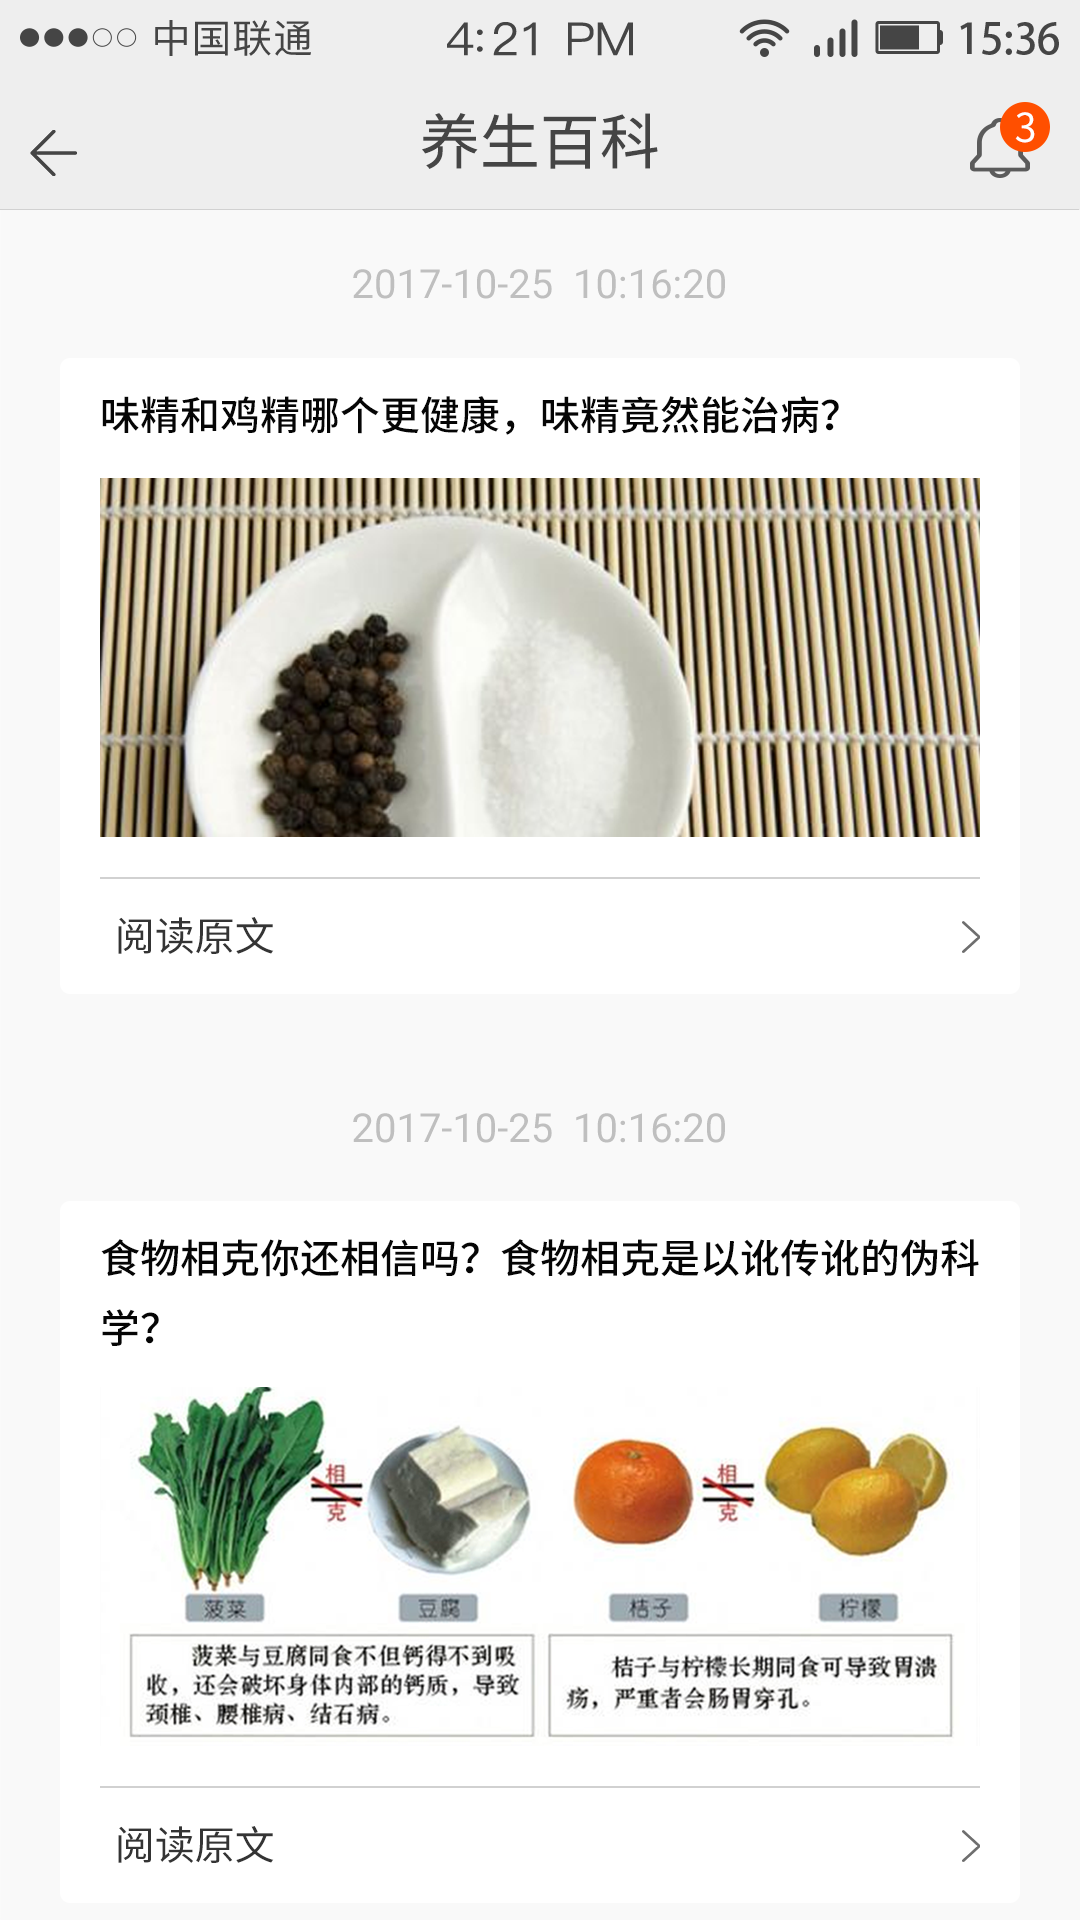 中国联通 4:21 PM 15:36
养生百科 3
2017-10-25 10:16:20
味精和鸡精哪个更健康，味精竟然能治病？
阅读原文
2017-10-25 10:16:20
食物相克你还相信吗？食物相克是以讹传讹的伪科
学？
相克 相克
菠菜 豆腐 桔子 柠檬
菠菜与豆腐同食不但钙得不到吸
收，还会破坏身体内部的钙质，导致
颈椎、腰椎病、结石病。
桔子与柠檬长期同食可导致胃溃
疡，严重者会肠胃穿孔。
阅读原文